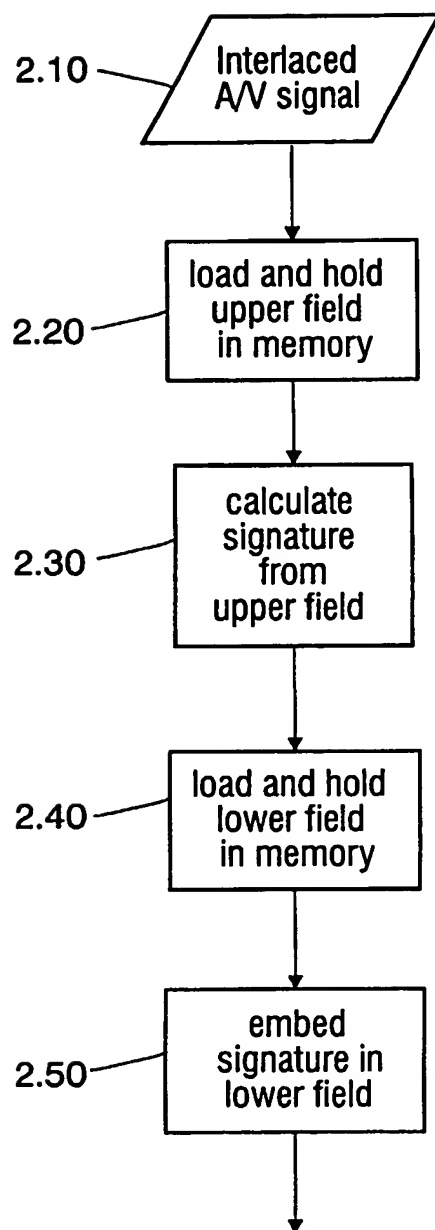 2.10
Interlaced
A/V signal
2.20
load and hold
upper field
in memory
2.30
calculate
signature
from
upper field
2.40
load and hold
lower field
in memory
2.50
embed
signature in
lower field